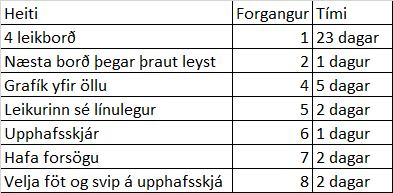 Heiti Forgangur Tími
4 leikborð 1 23 dagar
Næsta borð þegar þraut leyst 2 1 dagur
Grafík yfir öllu 4 5 dagar
Leikurinn sé línulegur 5 2 dagar
Upphafsskjár 6 1 dagur
Hafa forsögu 7 2 dagar
Velja föt og svip á upphafsskjá 8 2 dagar